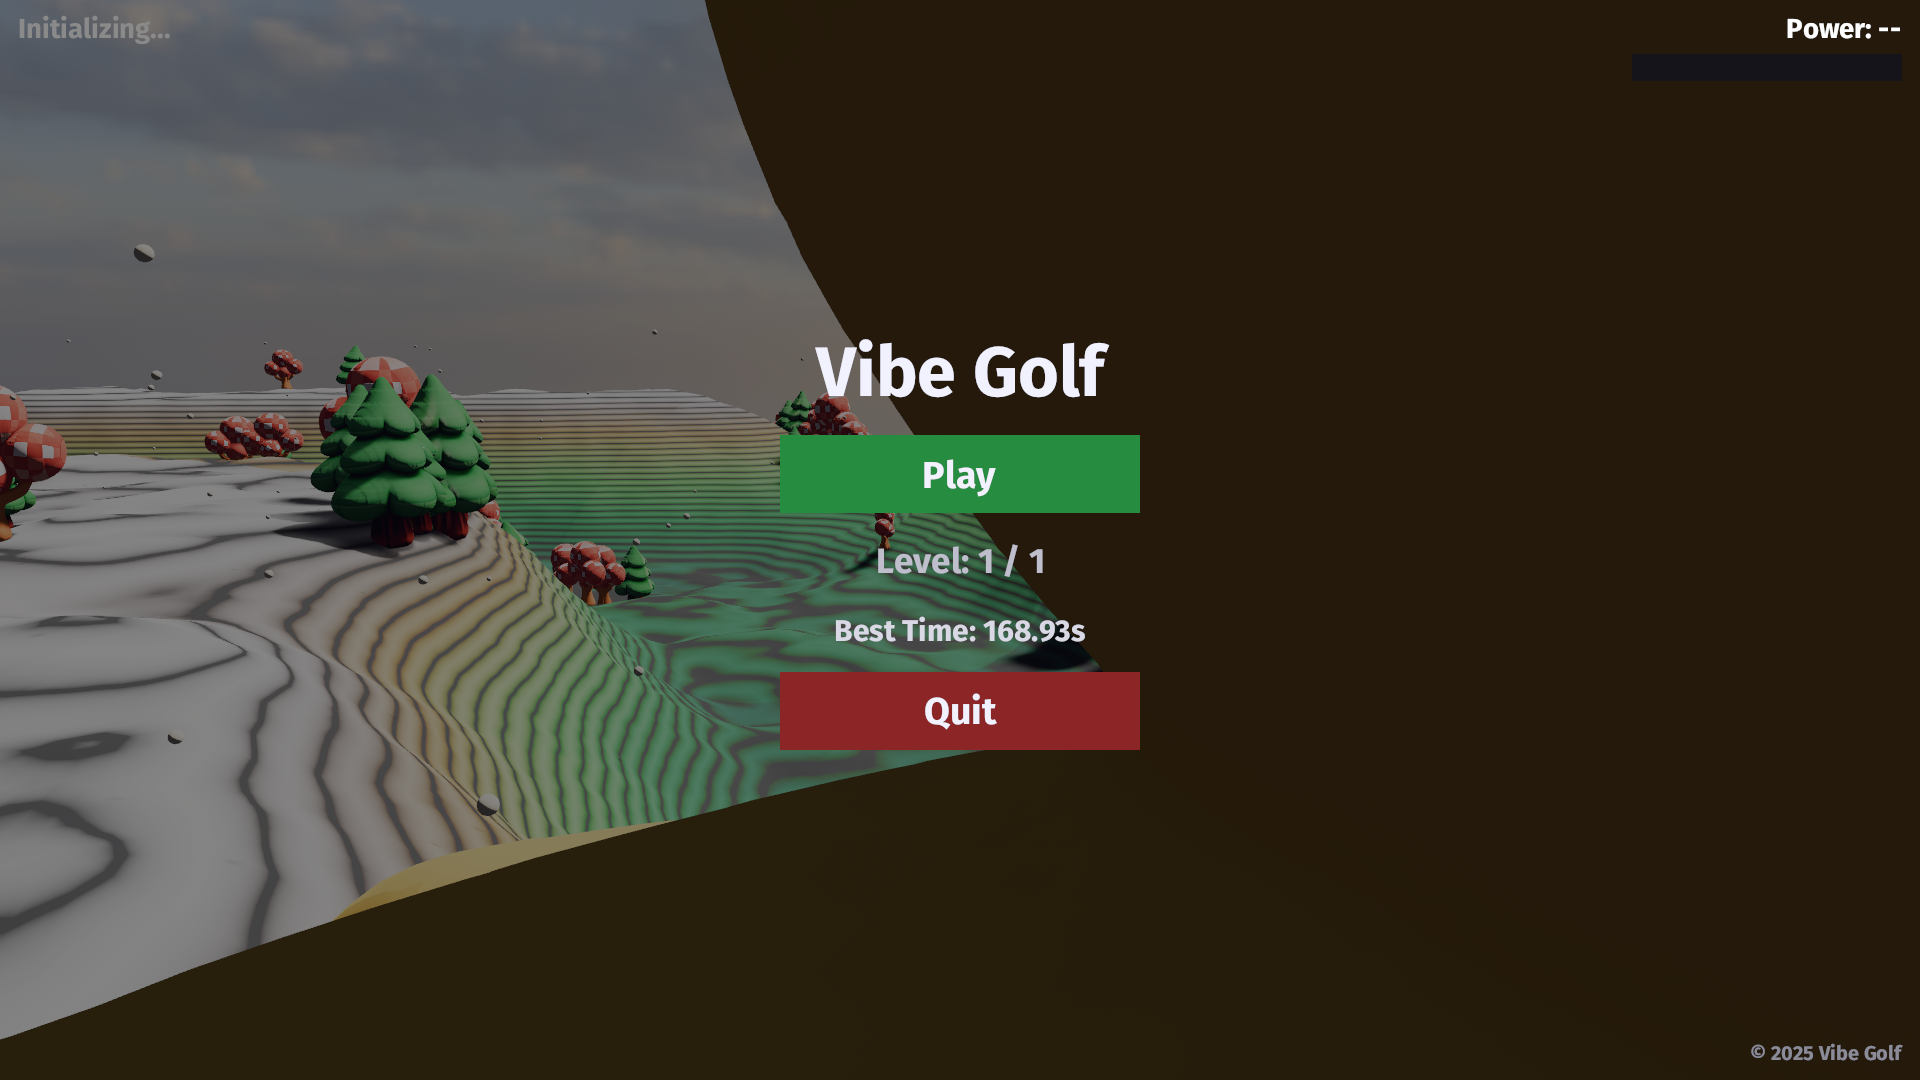 Initializing...
Power: --
Vibe Golf
Play
Level: 1 / 1
Best Time: 168.93s
Quit
© 2025 Vibe Golf